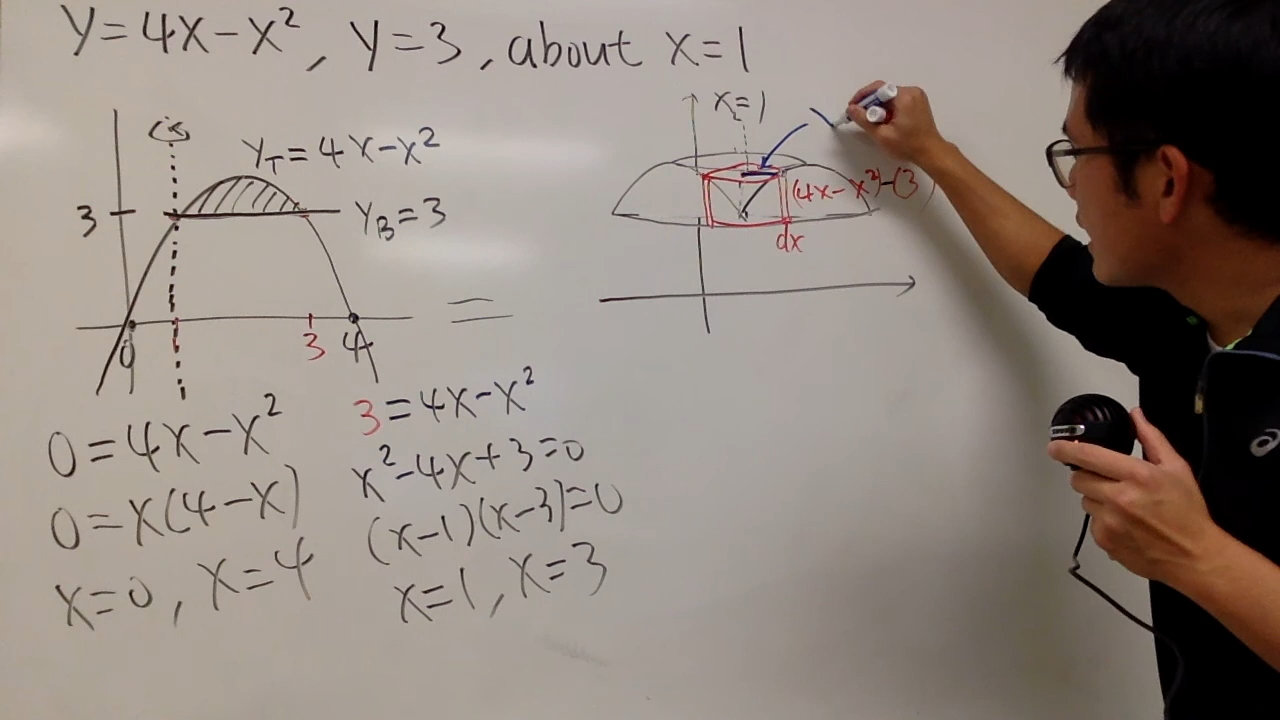 y=4x-x², y=3, about x=1
y_T=4x-x²
3
y_B=3
0
1
3
4
0=4x-x²
0=x(4-x)
x=0, x=4
3=4x-x²
x²-4x+3=0
(x-1)(x-3)=0
x=1, x=3
=
x=1
(4x-x²)-(3)
dx